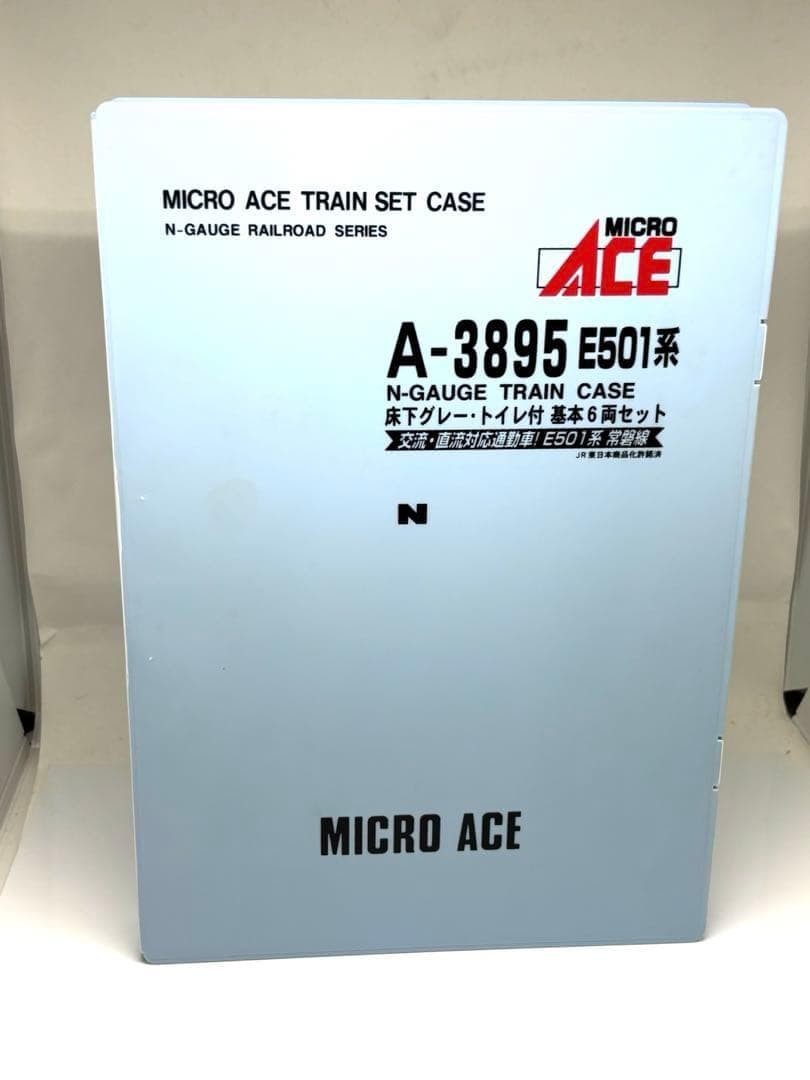 MICRO ACE TRAIN SET CASE
N-GAUGE RAILROAD SERIES
MICRO
ACE
A-3895 E501系
N-GAUGE TRAIN CASE
床下グレー・トイレ付 基本6両セット
交流・直流対応通勤車! E501系 常磐線
JR東日本商品化許諾済
N
MICRO ACE